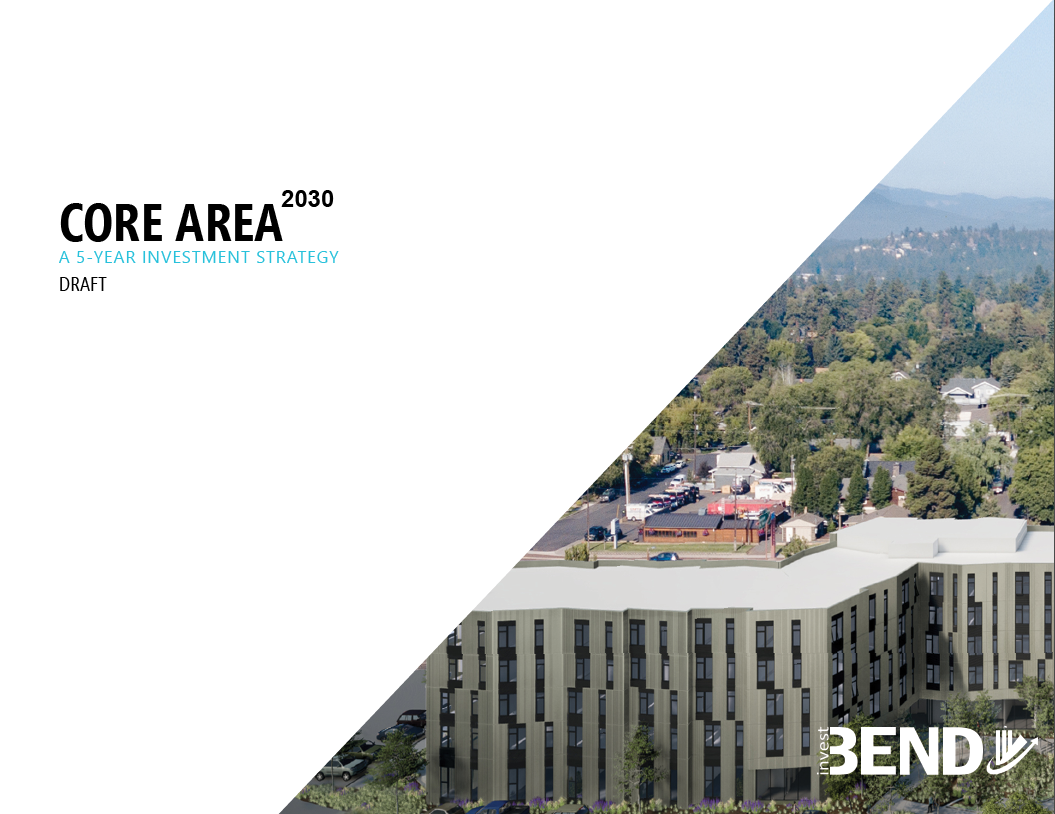 CORE AREA 2030
A 5-YEAR INVESTMENT STRATEGY
DRAFT
invest BEND